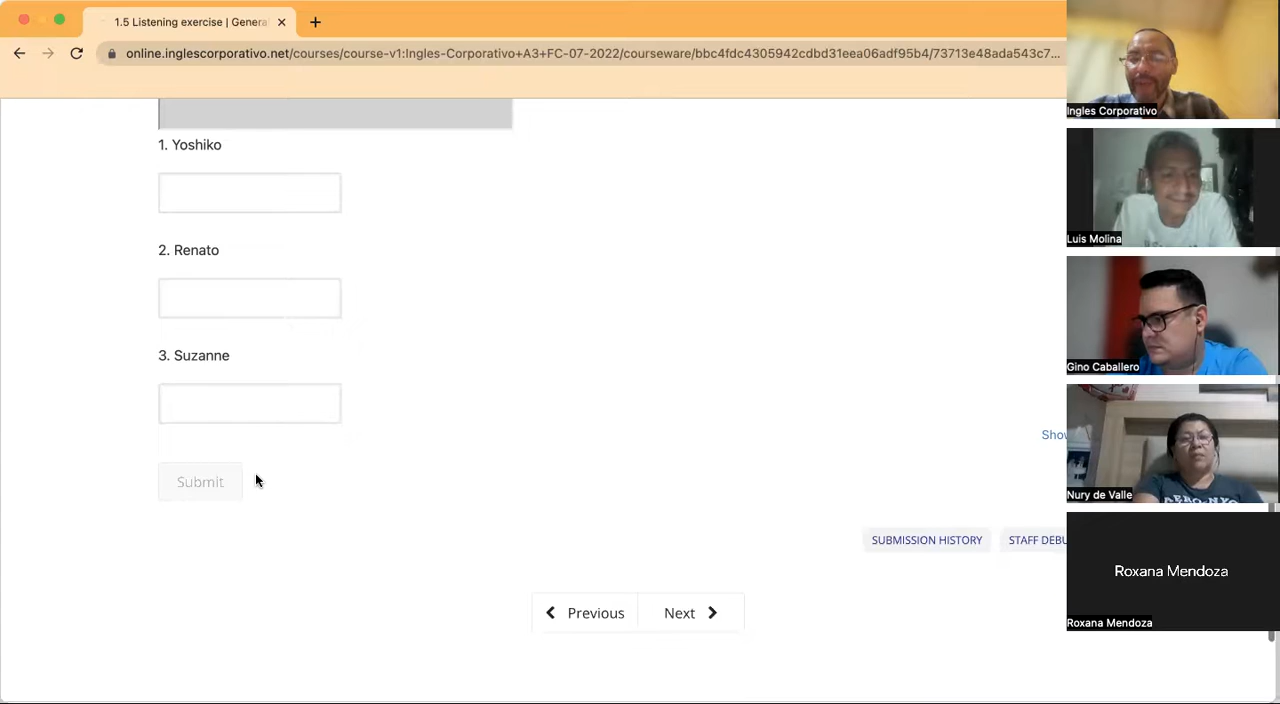 1.5 Listening exercise | Genera
online.inglescorporativo.net/courses/course-v1:Ingles-Corporativo+A3+FC-07-2022/courseware/bbc4fdc4305942cdbd31eea06adf95b4/73713e48ada543c7...
Ingles Corporativo
1. Yoshiko
Luis Molina
2. Renato
3. Suzanne
Gino Caballero
Show
Submit
Nury de Valle
SUBMISSION HISTORY
STAFF DEBU
Roxana Mendoza
Previous
Next
Roxana Mendoza